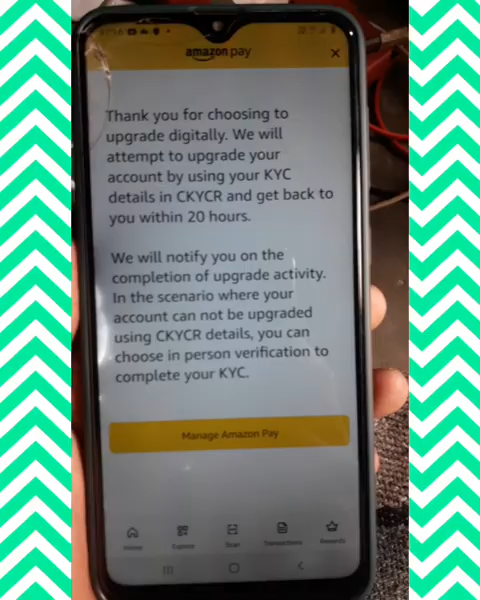 amazon pay
Thank you for choosing to
upgrade digitally. We will
attempt to upgrade your
account by using your KYC
details in CKYCR and get back to
you within 20 hours.
We will notify you on the
completion of upgrade activity.
In the scenario where your
account can not be upgraded
using CKYCR details, you can
choose in person verification to
complete your KYC.
Manage Amazon Pay
Home Explore Scan Transactions Rewards